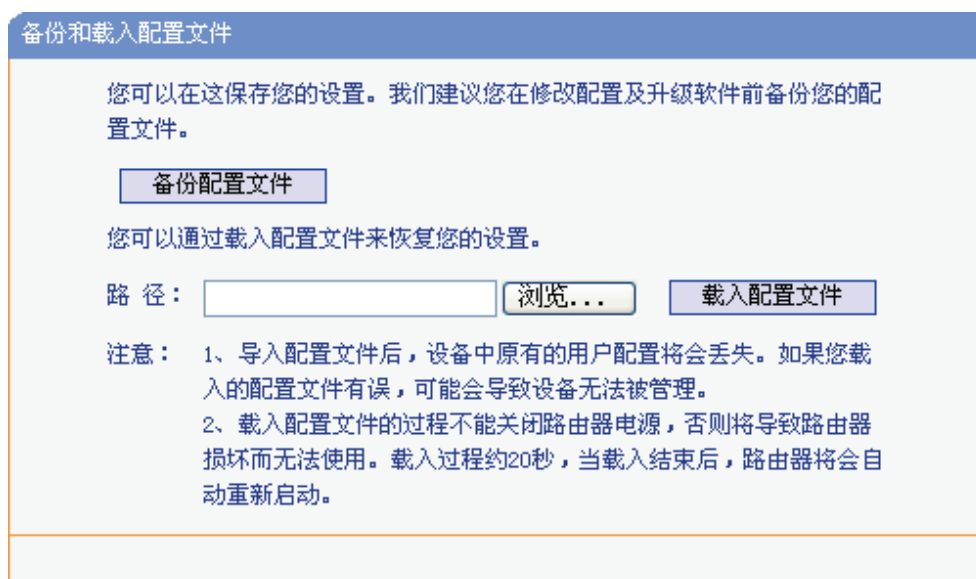 备份和载入配置文件
您可以在这保存您的设置。我们建议您在修改配置及升级软件前备份您的配
置文件。
备份配置文件
您可以通过载入配置文件来恢复您的设置。
路 径： 浏览... 载入配置文件
注意： 1、导入配置文件后，设备中原有的用户配置将会丢失。如果您载
入的配置文件有误，可能会导致设备无法被管理。
2、载入配置文件的过程不能关闭路由器电源，否则将导致路由器
损坏而无法使用。载入过程约20秒，当载入结束后，路由器将会自
动重新启动。